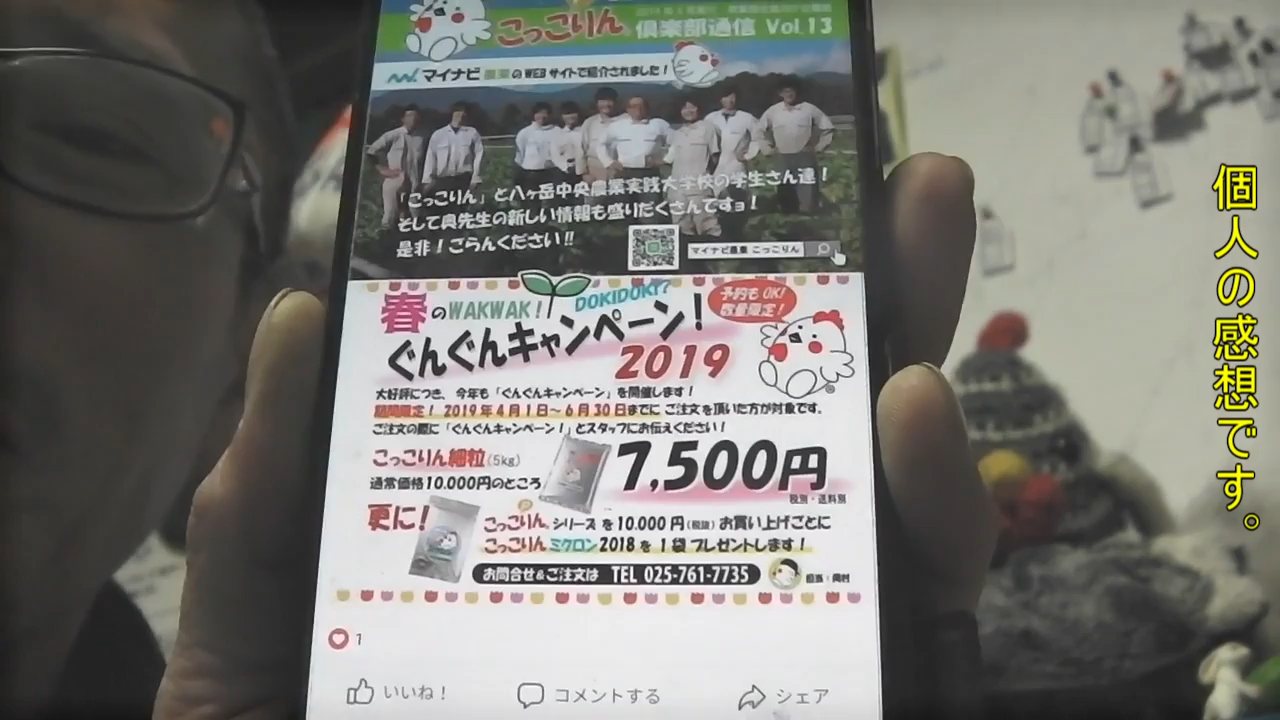 こっこりん 倶楽部通信 Vol.13
マイナビ農業のWEBサイトで紹介されました！
「こっこりん」と八ヶ岳中央農業実践大学校の学生さん達！
そして奥先生の新しい情報も盛りだくさんですョ！
是非！ごらんください!!
マイナビ農業 こっこりん
春のWAKWAK！DOKIDOKI？
予約もOK！
数量限定！
ぐんぐんキャンペーン！
2019
大好評につき、今年も「ぐんぐんキャンペーン」を開催します！
期間限定！2019年4月1日～6月30日までにご注文を頂いた方が対象です。
ご注文の際に「ぐんぐんキャンペーン！」とスタッフにお伝えください！
こっこりん細粒(5kg)
通常価格10.000円のところ
7,500円
税別・送料別
更に！
こっこりんシリーズを10.000円(税抜)お買い上げごとに
こっこりんミクロン2018を1袋プレゼントします！
お問合せ&ご注文は TEL 025-761-7735
1
いいね！ コメントする シェア
個人の感想です。